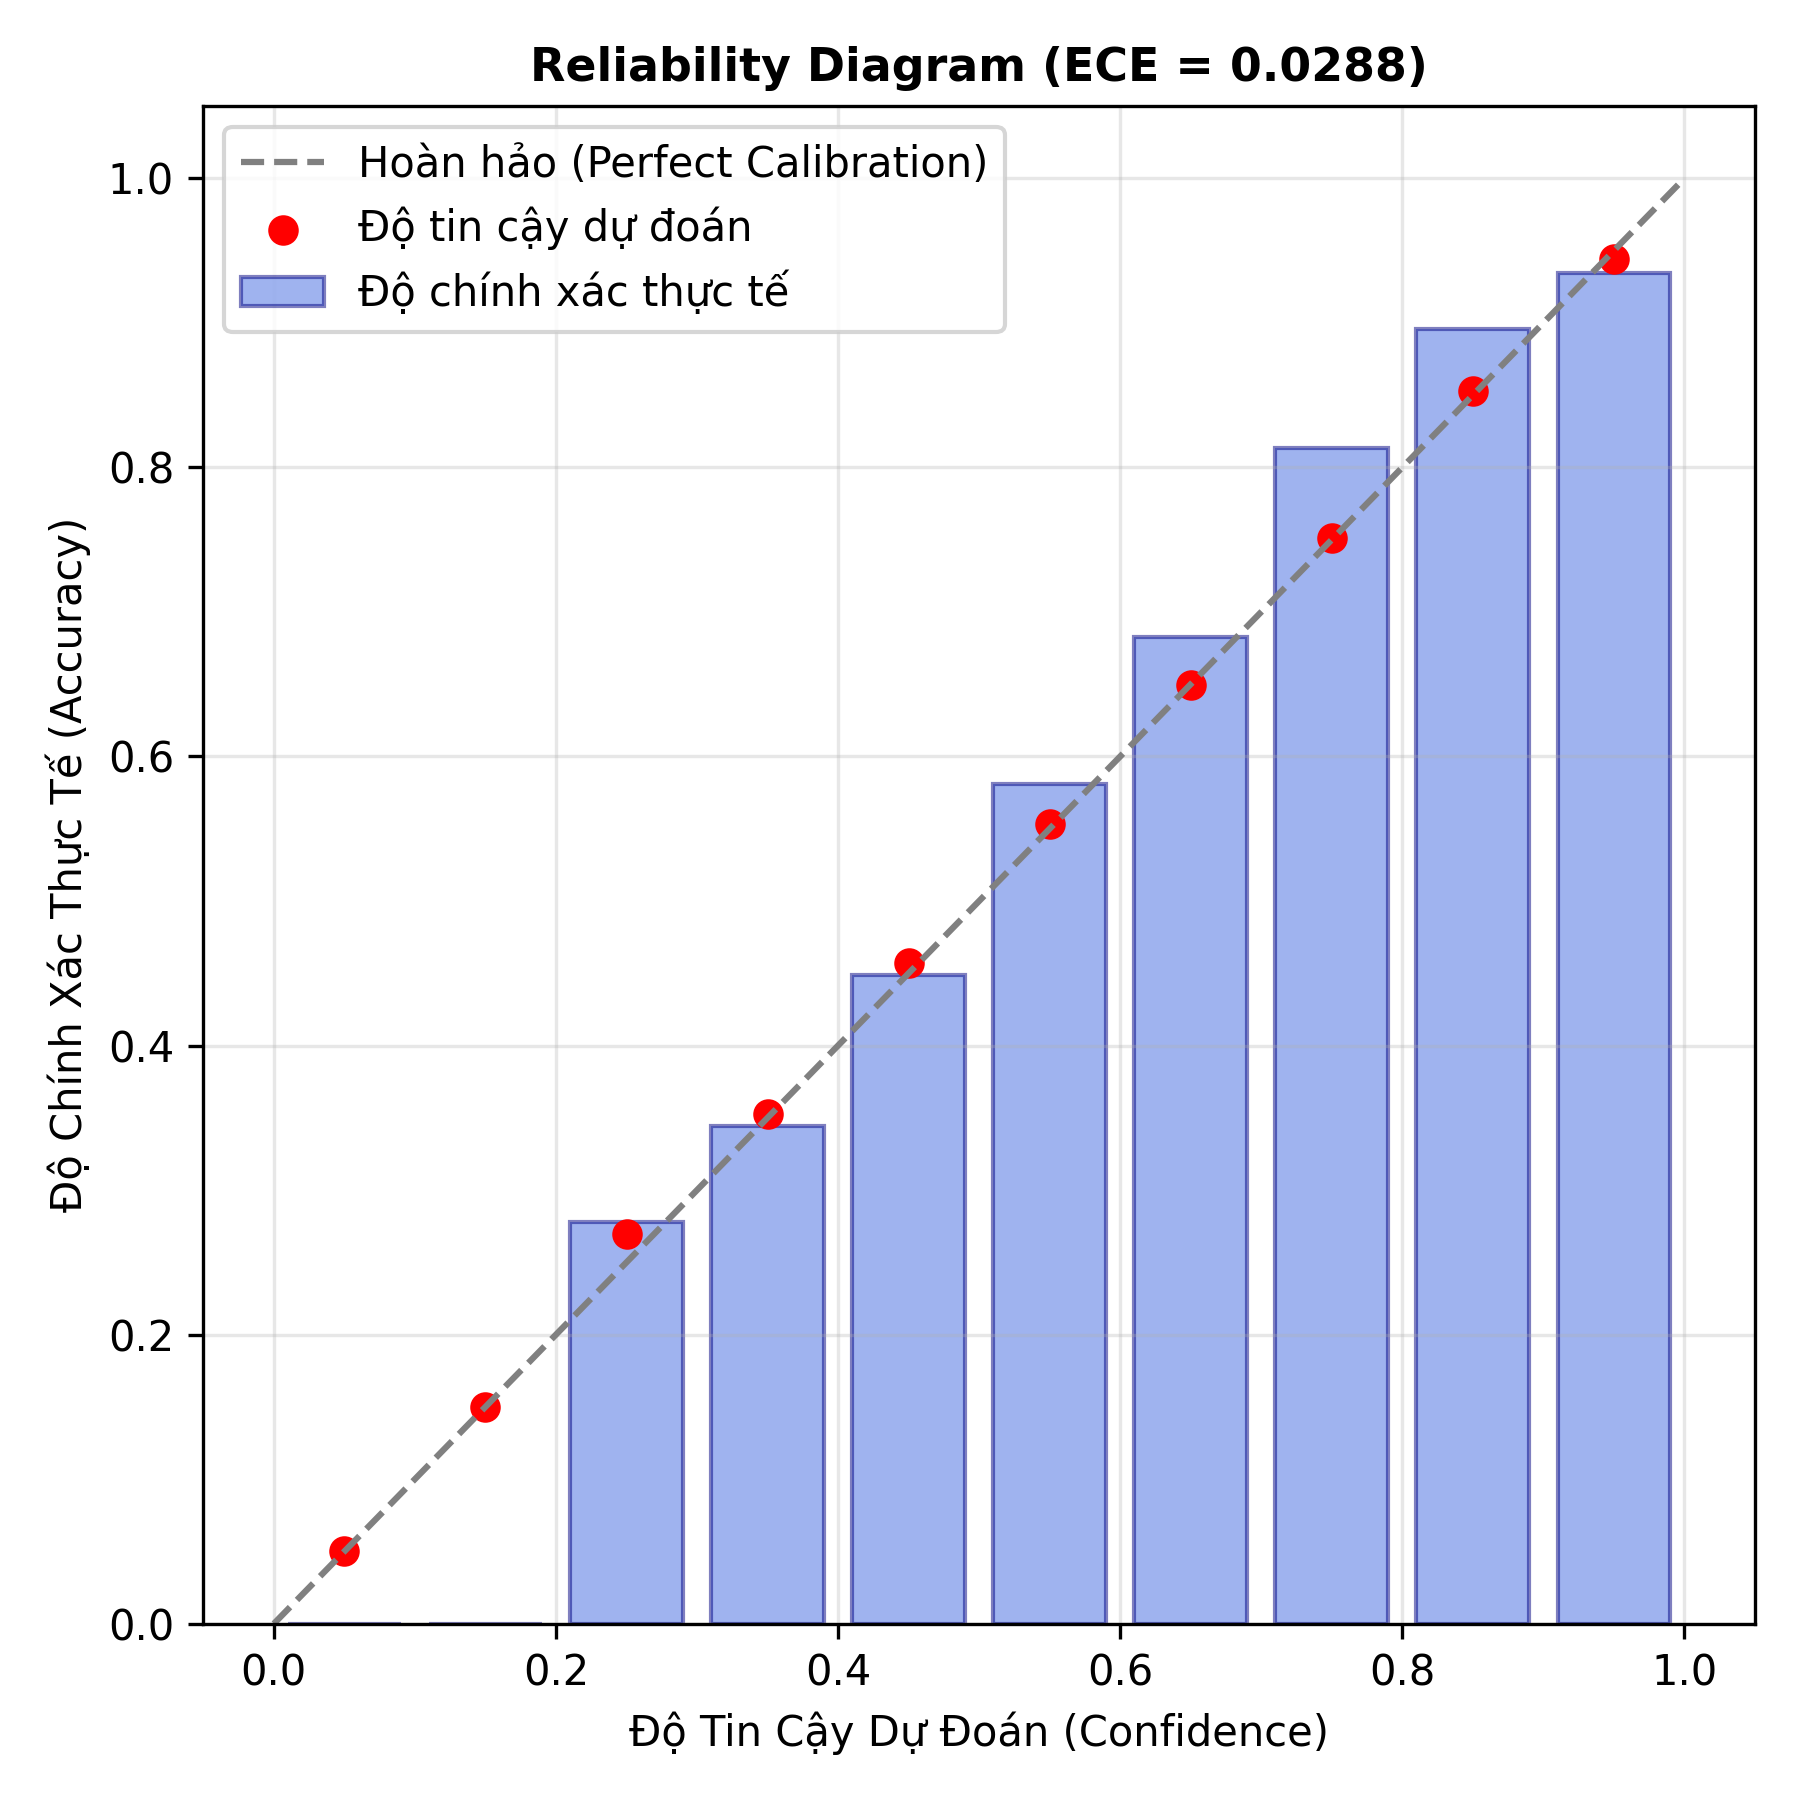 Reliability Diagram (ECE = 0.0288)
Hoàn hảo (Perfect Calibration)
Độ tin cậy dự đoán
Độ chính xác thực tế
Độ Chính Xác Thực Tế (Accuracy)
1.0
0.8
0.6
0.4
0.2
0.0
0.0 0.2 0.4 0.6 0.8 1.0
Độ Tin Cậy Dự Đoán (Confidence)